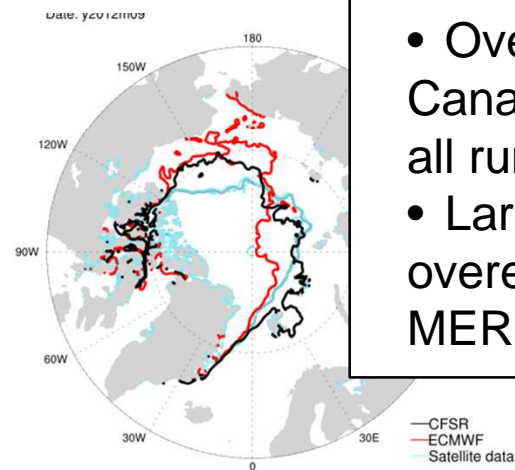 Date: y2012m09
180
150W
120W
90W
60W
30W
0
30E
• Ove
Cana
all ru
• Lar
overe
MER
CFSR
ECMWF
Satellite data